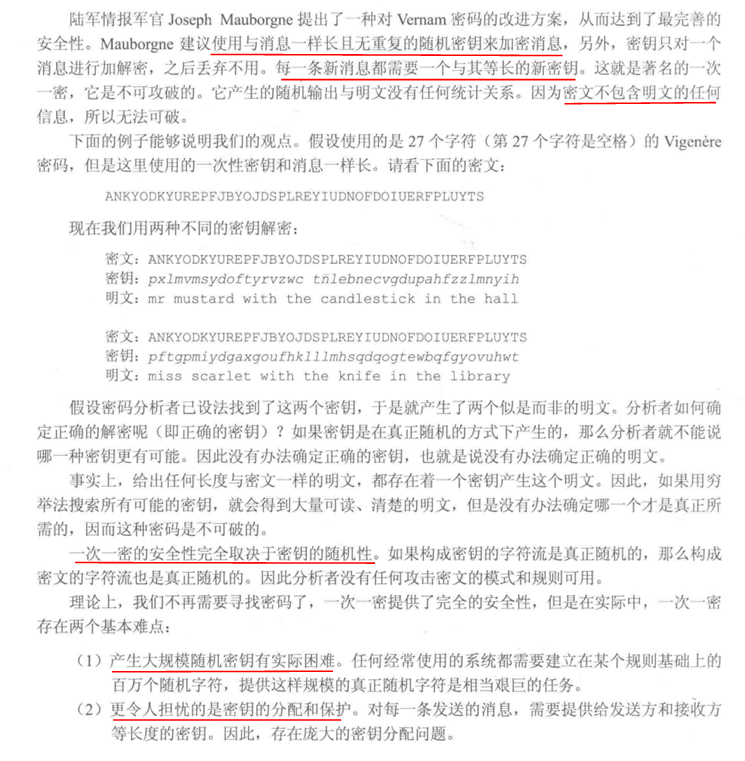 陆军情报军官 Joseph Mauborgne 提出了一种对 Vernam 密码的改进方案，从而达到了最完善的
安全性。Mauborgne 建议使用与消息一样长且无重复的随机密钥来加密消息，另外，密钥只对一个
消息进行加解密，之后丢弃不用。每一条新消息都需要一个与其等长的新密钥。这就是著名的一次
一密，它是不可攻破的。它产生的随机输出与明文没有任何统计关系。因为密文不包含明文的任何
信息，所以无法可破。
下面的例子能够说明我们的观点。假设使用的是 27 个字符（第 27 个字符是空格）的 Vigenère
密码，但是这里使用的一次性密钥和消息一样长。请看下面的密文：
ANKYODKYUREPFJBYOJDSPLREYIUDNOFDOIUERFPLUYTS
现在我们用两种不同的密钥解密：
密文：ANKYODKYUREPFJBYOJDSPLREYIUDNOFDOIUERFPLUYTS
密钥：pxlmvmsydoftyrvzwc tnlebnecvgdupahfzzlmnyih
明文：mr mustard with the candlestick in the hall
密文：ANKYODKYUREPFJBYOJDSPLREYIUDNOFDOIUERFPLUYTS
密钥：pftgpmiydgaxgoufhklllmhsqdqogtewbqfgyovuhwt
明文：miss scarlet with the knife in the library
假设密码分析者已设法找到了这两个密钥，于是就产生了两个似是而非的明文。分析者如何确
定正确的解密呢（即正确的密钥）？如果密钥是在真正随机的方式下产生的，那么分析者就不能说
哪一种密钥更有可能。因此没有办法确定正确的密钥，也就是说没有办法确定正确的明文。
事实上，给出任何长度与密文一样的明文，都存在着一个密钥产生这个明文。因此，如果用穷
举法搜索所有可能的密钥，就会得到大量可读、清楚的明文，但是没有办法确定哪一个才是真正所
需的，因而这种密码是不可破的。
一次一密的安全性完全取决于密钥的随机性。如果构成密钥的字符流是真正随机的，那么构成
密文的字符流也是真正随机的。因此分析者没有任何攻击密文的模式和规则可用。
理论上，我们不再需要寻找密码了，一次一密提供了完全的安全性，但是在实际中，一次一密
存在两个基本难点：
（1）产生大规模随机密钥有实际困难。任何经常使用的系统都需要建立在某个规则基础上的
百万个随机字符，提供这样规模的真正随机字符是相当艰巨的任务。
（2）更令人担忧的是密钥的分配和保护。对每一条发送的消息，需要提供给发送方和接收方
等长度的密钥。因此，存在庞大的密钥分配问题。